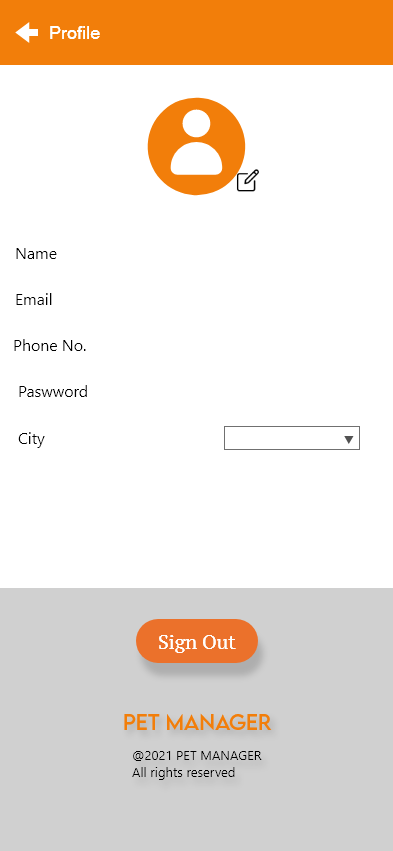 Profile
Name
Email
Phone No.
Paswword
City
Sign Out
PET MANAGER
@2021 PET MANAGER
All rights reserved